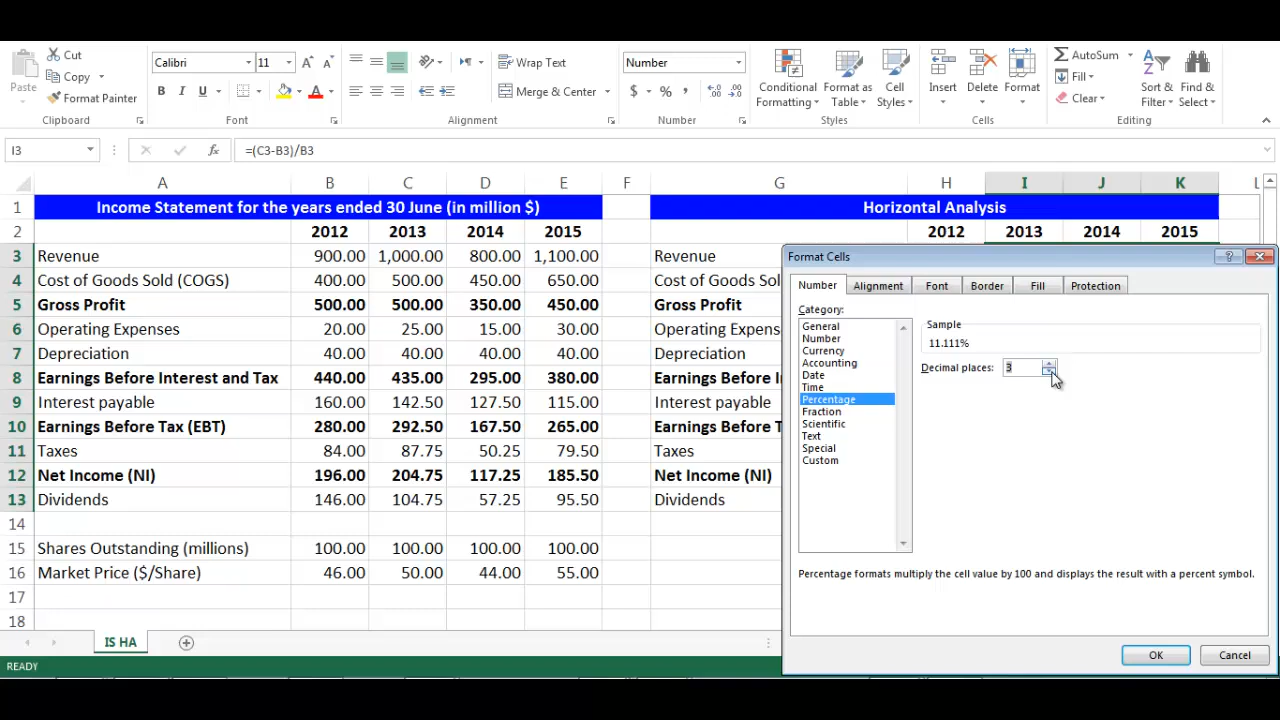 Cut
Copy
Format Painter
Paste
Clipboard
Calibri 11
B I U
Font
Wrap Text
Merge & Center
Alignment
Number
$ % ,
Number
Conditional Formatting
Format as Table
Cell Styles
Styles
Insert
Delete
Format
Cells
AutoSum
Fill
Clear
Sort & Filter
Find & Select
Editing
I3 fx =(C3-B3)/B3
A B C D E F G H I J K L
1 Income Statement for the years ended 30 June (in million $) Horizontal Analysis
2 2012 2013 2014 2015 2012 2013 2014 2015
3 Revenue 900.00 1,000.00 800.00 1,100.00 Revenue
4 Cost of Goods Sold (COGS) 400.00 500.00 450.00 650.00 Cost of Goods Sol
5 Gross Profit 500.00 500.00 350.00 450.00 Gross Profit
6 Operating Expenses 20.00 25.00 15.00 30.00 Operating Expens
7 Depreciation 40.00 40.00 40.00 40.00 Depreciation
8 Earnings Before Interest and Tax 440.00 435.00 295.00 380.00 Earnings Before I
9 Interest payable 160.00 142.50 127.50 115.00 Interest payable
10 Earnings Before Tax (EBT) 280.00 292.50 167.50 265.00 Earnings Before T
11 Taxes 84.00 87.75 50.25 79.50 Taxes
12 Net Income (NI) 196.00 204.75 117.25 185.50 Net Income (NI)
13 Dividends 146.00 104.75 57.25 95.50 Dividends
14
15 Shares Outstanding (millions) 100.00 100.00 100.00 100.00
16 Market Price ($/Share) 46.00 50.00 44.00 55.00
17
18
Format Cells
Number Alignment Font Border Fill Protection
Category:
General
Number
Currency
Accounting
Date
Time
Percentage
Fraction
Scientific
Text
Special
Custom
Sample
11.111%
Decimal places: 3
Percentage formats multiply the cell value by 100 and displays the result with a percent symbol.
OK Cancel
IS HA
READY